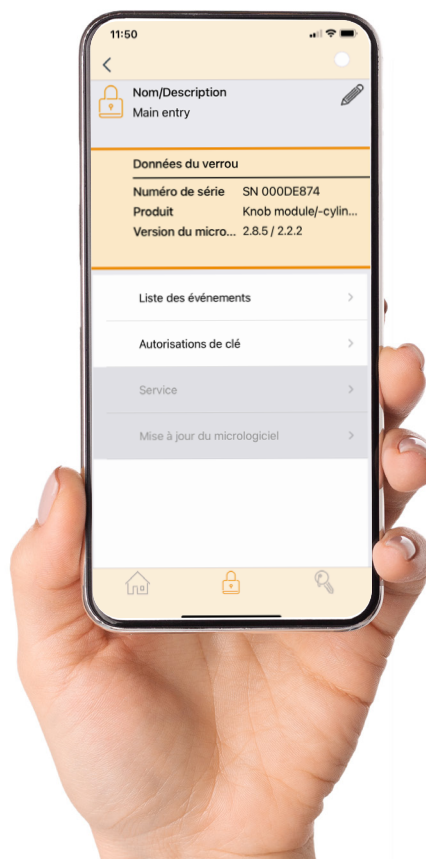 11:50
Nom/Description
Main entry
Données du verrou
Numéro de série SN 000DE874
Produit Knob module/-cylin...
Version du micro... 2.8.5 / 2.2.2
Liste des événements
Autorisations de clé
Service
Mise à jour du micrologiciel